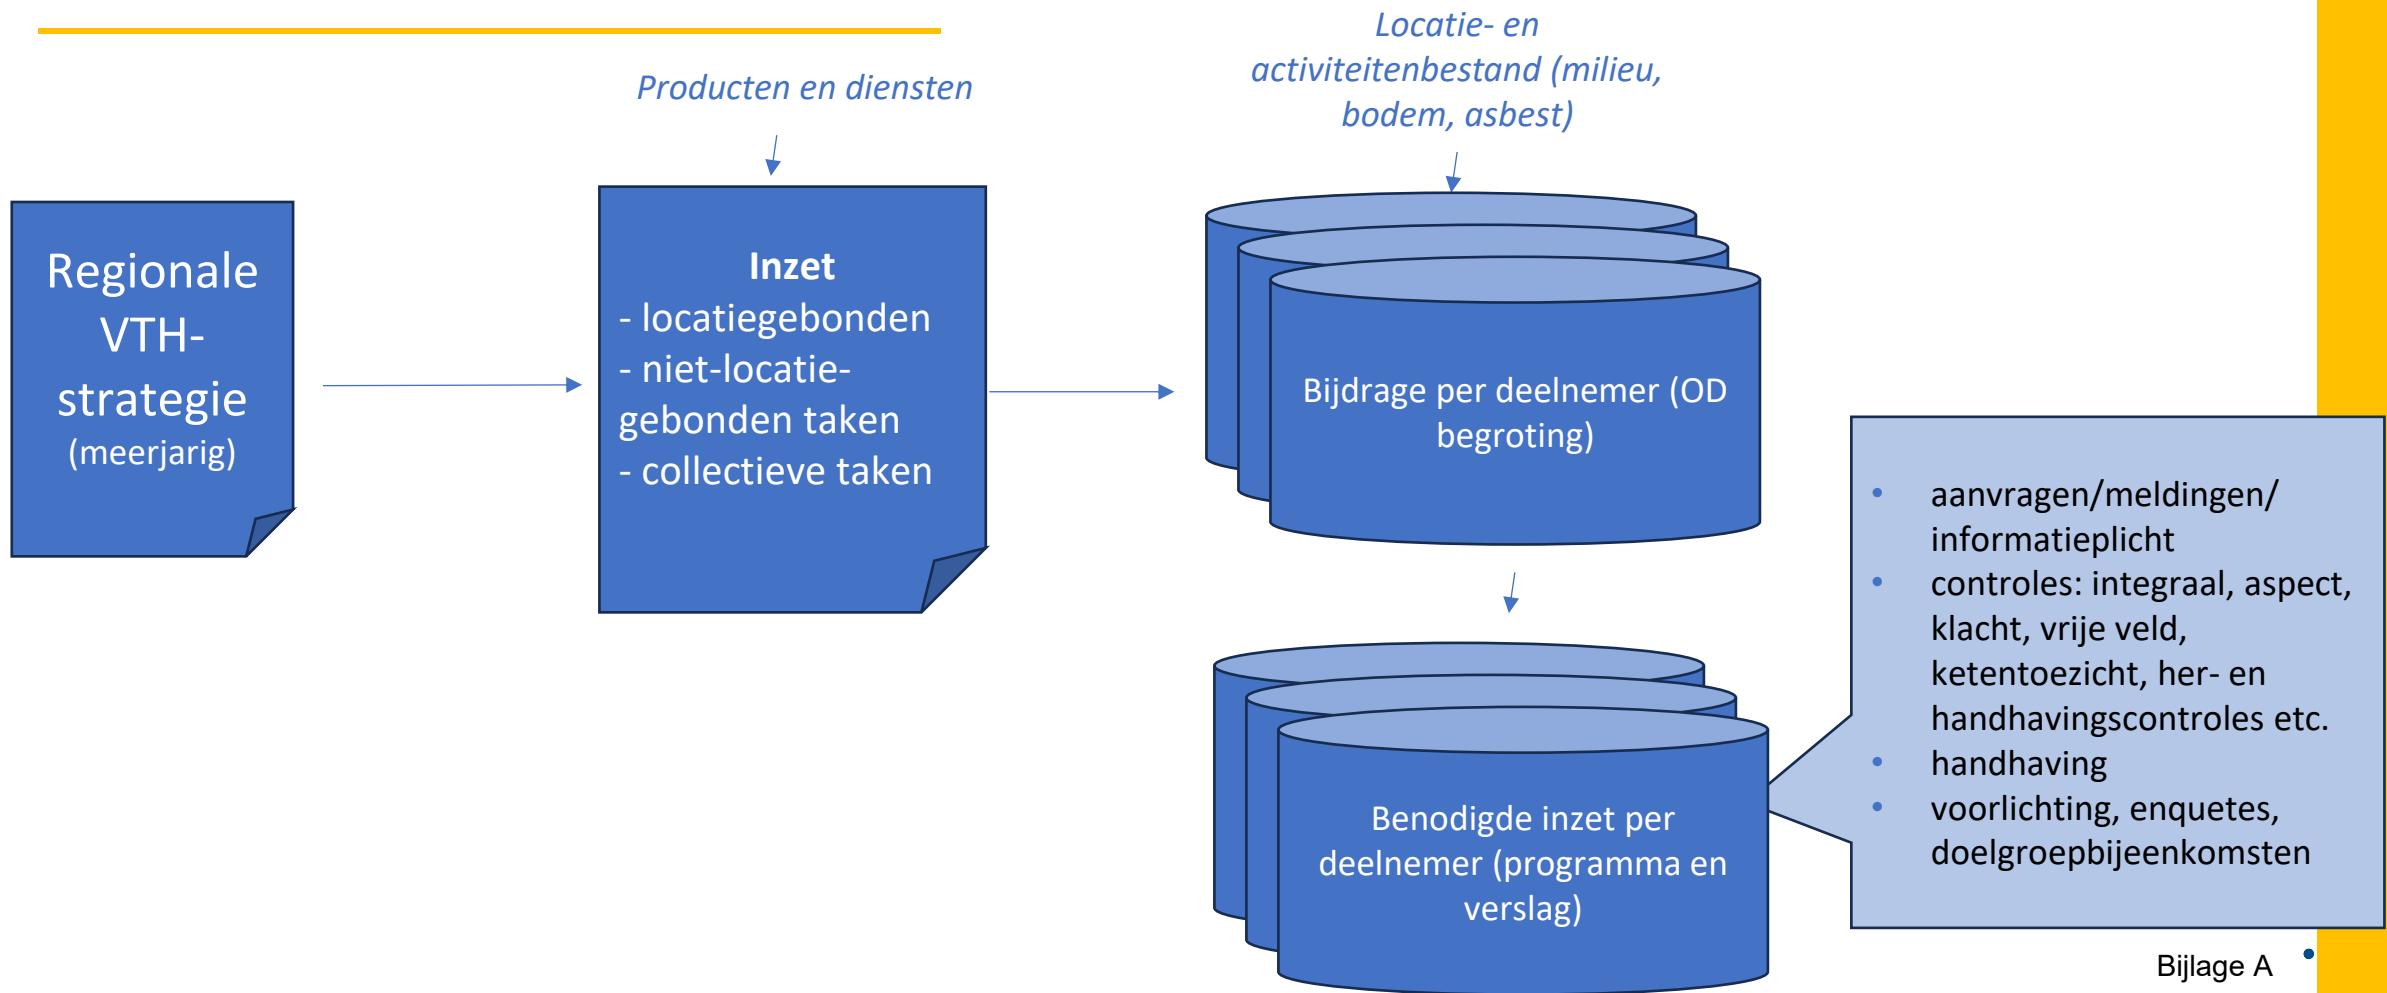 Producten en diensten
Locatie- en
activiteitenbestand (milieu,
bodem, asbest)
Regionale
VTH-
strategie
(meerjarig)
Inzet
- locatiegebonden
- niet-locatie-
gebonden taken
- collectieve taken
Bijdrage per deelnemer (OD
begroting)
Benodigde inzet per
deelnemer (programma en
verslag)
• aanvragen/meldingen/
informatieplicht
• controles: integraal, aspect,
klacht, vrije veld,
ketentoezicht, her- en
handhavingscontroles etc.
• handhaving
• voorlichting, enquetes,
doelgroepbijeenkomsten
Bijlage A